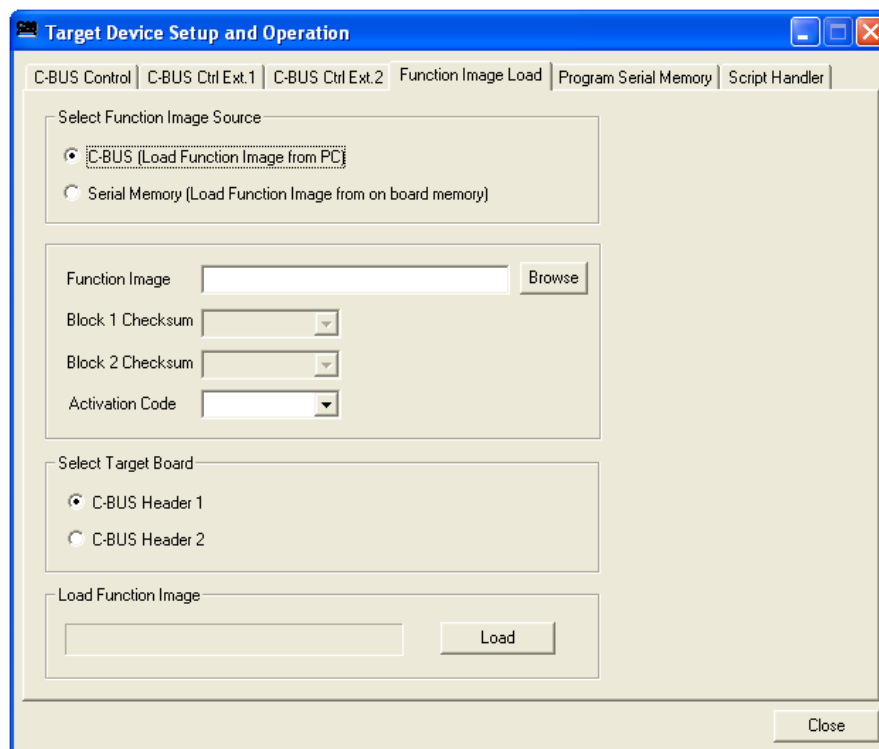 Target Device Setup and Operation
C-BUS Control C-BUS Ctrl Ext.1 C-BUS Ctrl Ext.2 Function Image Load Program Serial Memory Script Handler
Select Function Image Source
C-BUS (Load Function Image from PC)
Serial Memory (Load Function Image from on board memory)
Function Image Browse
Block 1 Checksum
Block 2 Checksum
Activation Code
Select Target Board
C-BUS Header 1
C-BUS Header 2
Load Function Image
Load
Close